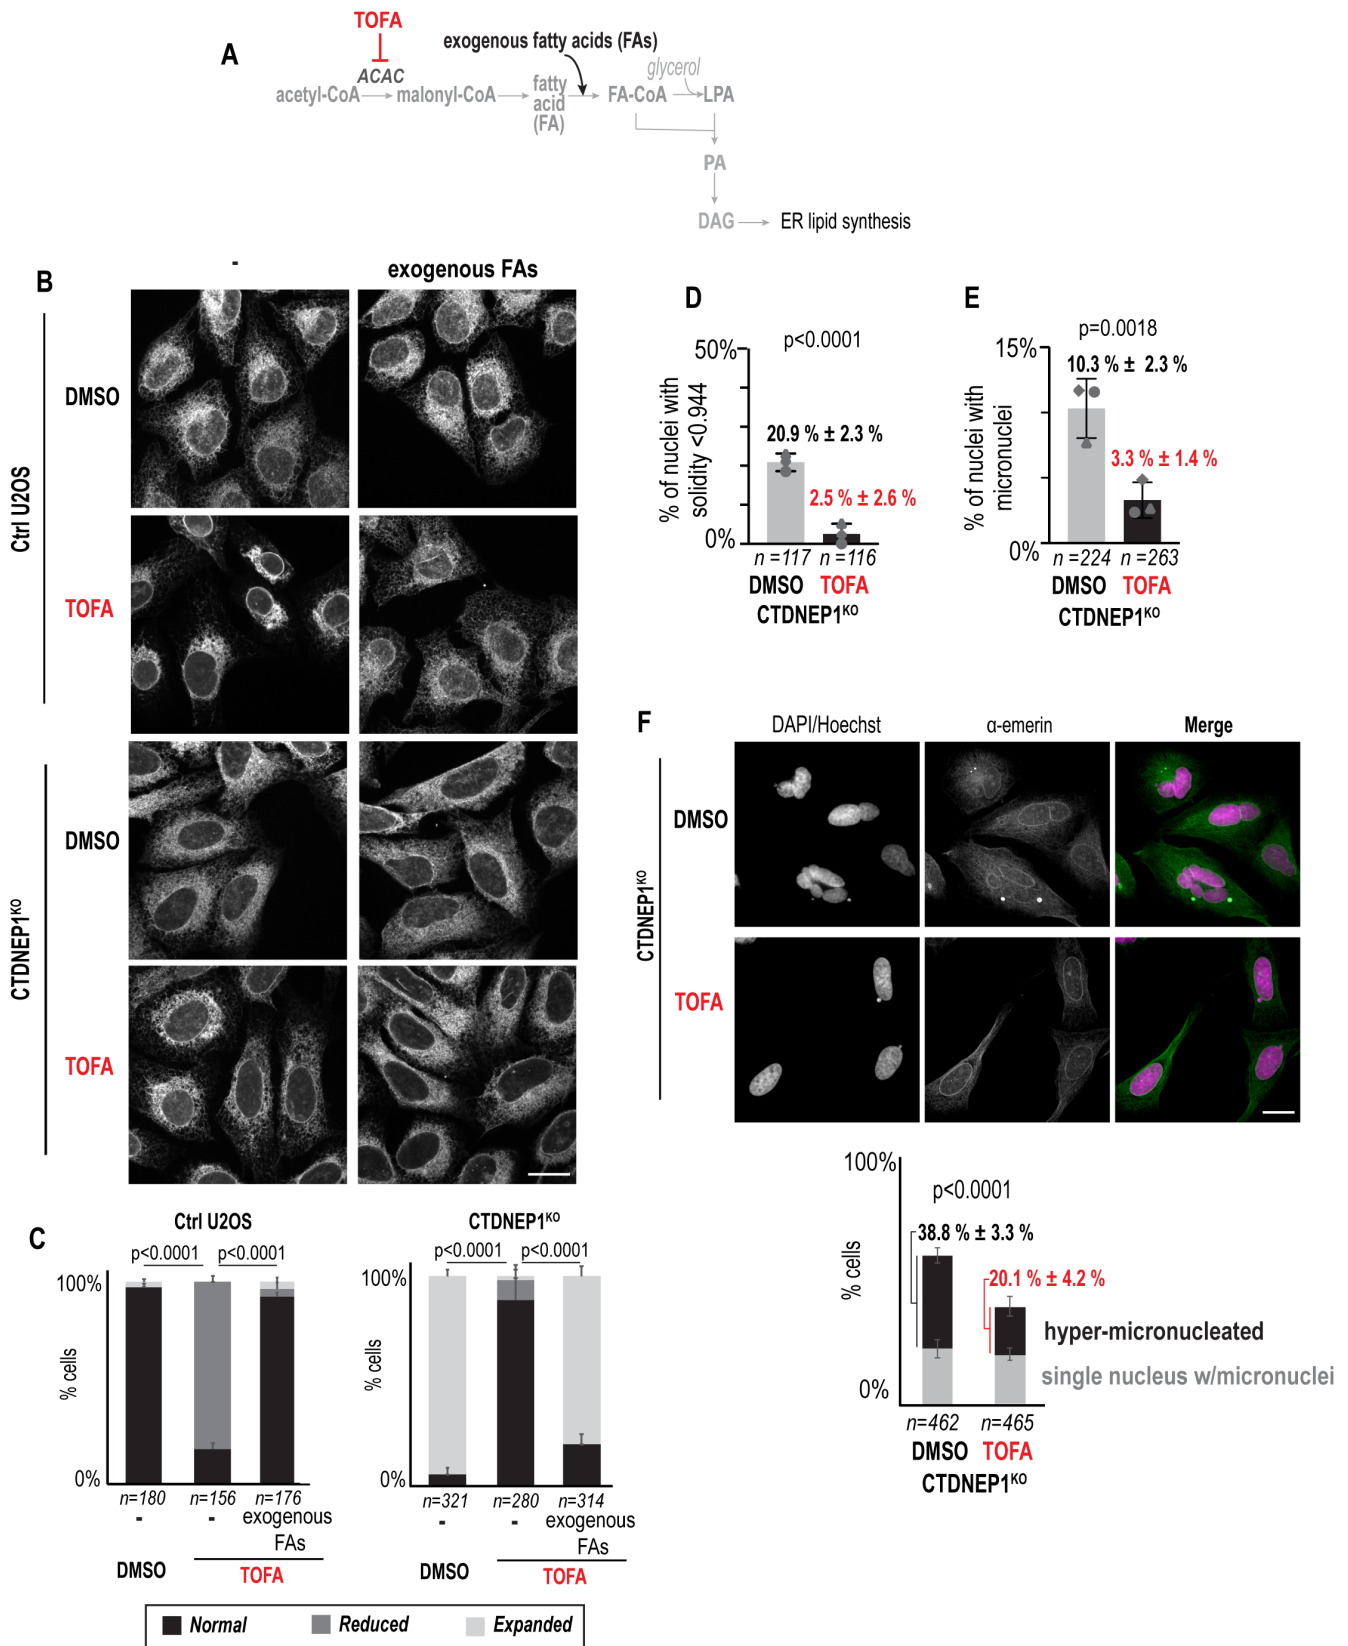 A
TOFA
exogenous fatty acids (FAs)
ACAC
glycerol
acetyl-CoA
malonyl-CoA
fatty
acid
(FA)
FA-CoA
LPA
PA
DAG
ER lipid synthesis
B
-
exogenous FAs
Ctrl U2OS
DMSO
TOFA
CTDNEP1KO
DMSO
TOFA
C
Ctrl U2OS
p<0.0001
p<0.0001
100%
% cells
0%
n=180
n=156
n=176
-
-
exogenous
FAs
DMSO
TOFA
CTDNEP1KO
p<0.0001
p<0.0001
100%
% cells
0%
n=321
n=280
n=314
-
-
exogenous
FAs
DMSO
TOFA
Normal
Reduced
Expanded
D
p<0.0001
50%
20.9 % ± 2.3 %
2.5 % ± 2.6 %
% of nuclei with
solidity <0.944
0%
n =117
n =116
DMSO
TOFA
CTDNEP1KO
E
p=0.0018
15%
10.3 % ± 2.3 %
3.3 % ± 1.4 %
% of nuclei with
micronuclei
0%
n =224
n =263
DMSO
TOFA
CTDNEP1KO
F
DAPI/Hoechst
α-emerin
Merge
CTDNEP1KO
DMSO
TOFA
100%
p<0.0001
38.8 % ± 3.3 %
20.1 % ± 4.2 %
% cells
hyper-micronucleated
single nucleus w/micronuclei
0%
n=462
n=465
DMSO
TOFA
CTDNEP1KO